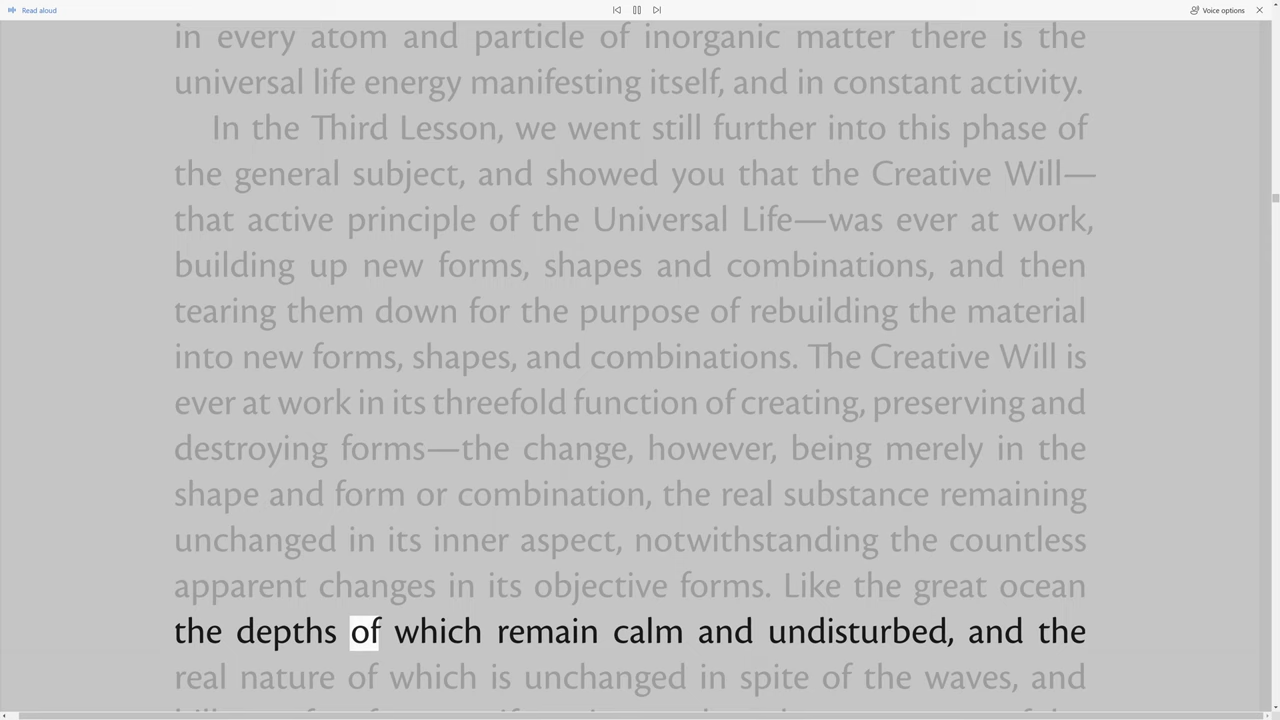 Read aloud
Voice options
in every atom and particle of inorganic matter there is the
universal life energy manifesting itself, and in constant activity.
In the Third Lesson, we went still further into this phase of
the general subject, and showed you that the Creative Will—
that active principle of the Universal Life—was ever at work,
building up new forms, shapes and combinations, and then
tearing them down for the purpose of rebuilding the material
into new forms, shapes, and combinations. The Creative Will is
ever at work in its threefold function of creating, preserving and
destroying forms—the change, however, being merely in the
shape and form or combination, the real substance remaining
unchanged in its inner aspect, notwithstanding the countless
apparent changes in its objective forms. Like the great ocean
the depths of which remain calm and undisturbed, and the
real nature of which is unchanged in spite of the waves, and